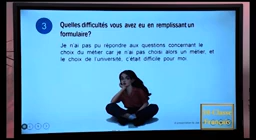 3
Quelles difficultés vous avez eu en remplissant un
formulaire?
Je n'ai pas pu répondre aux questions concernant le
choix du métier car je n'ai pas choisi alors un métier, et
le choix de l'université, c'était difficile pour moi.